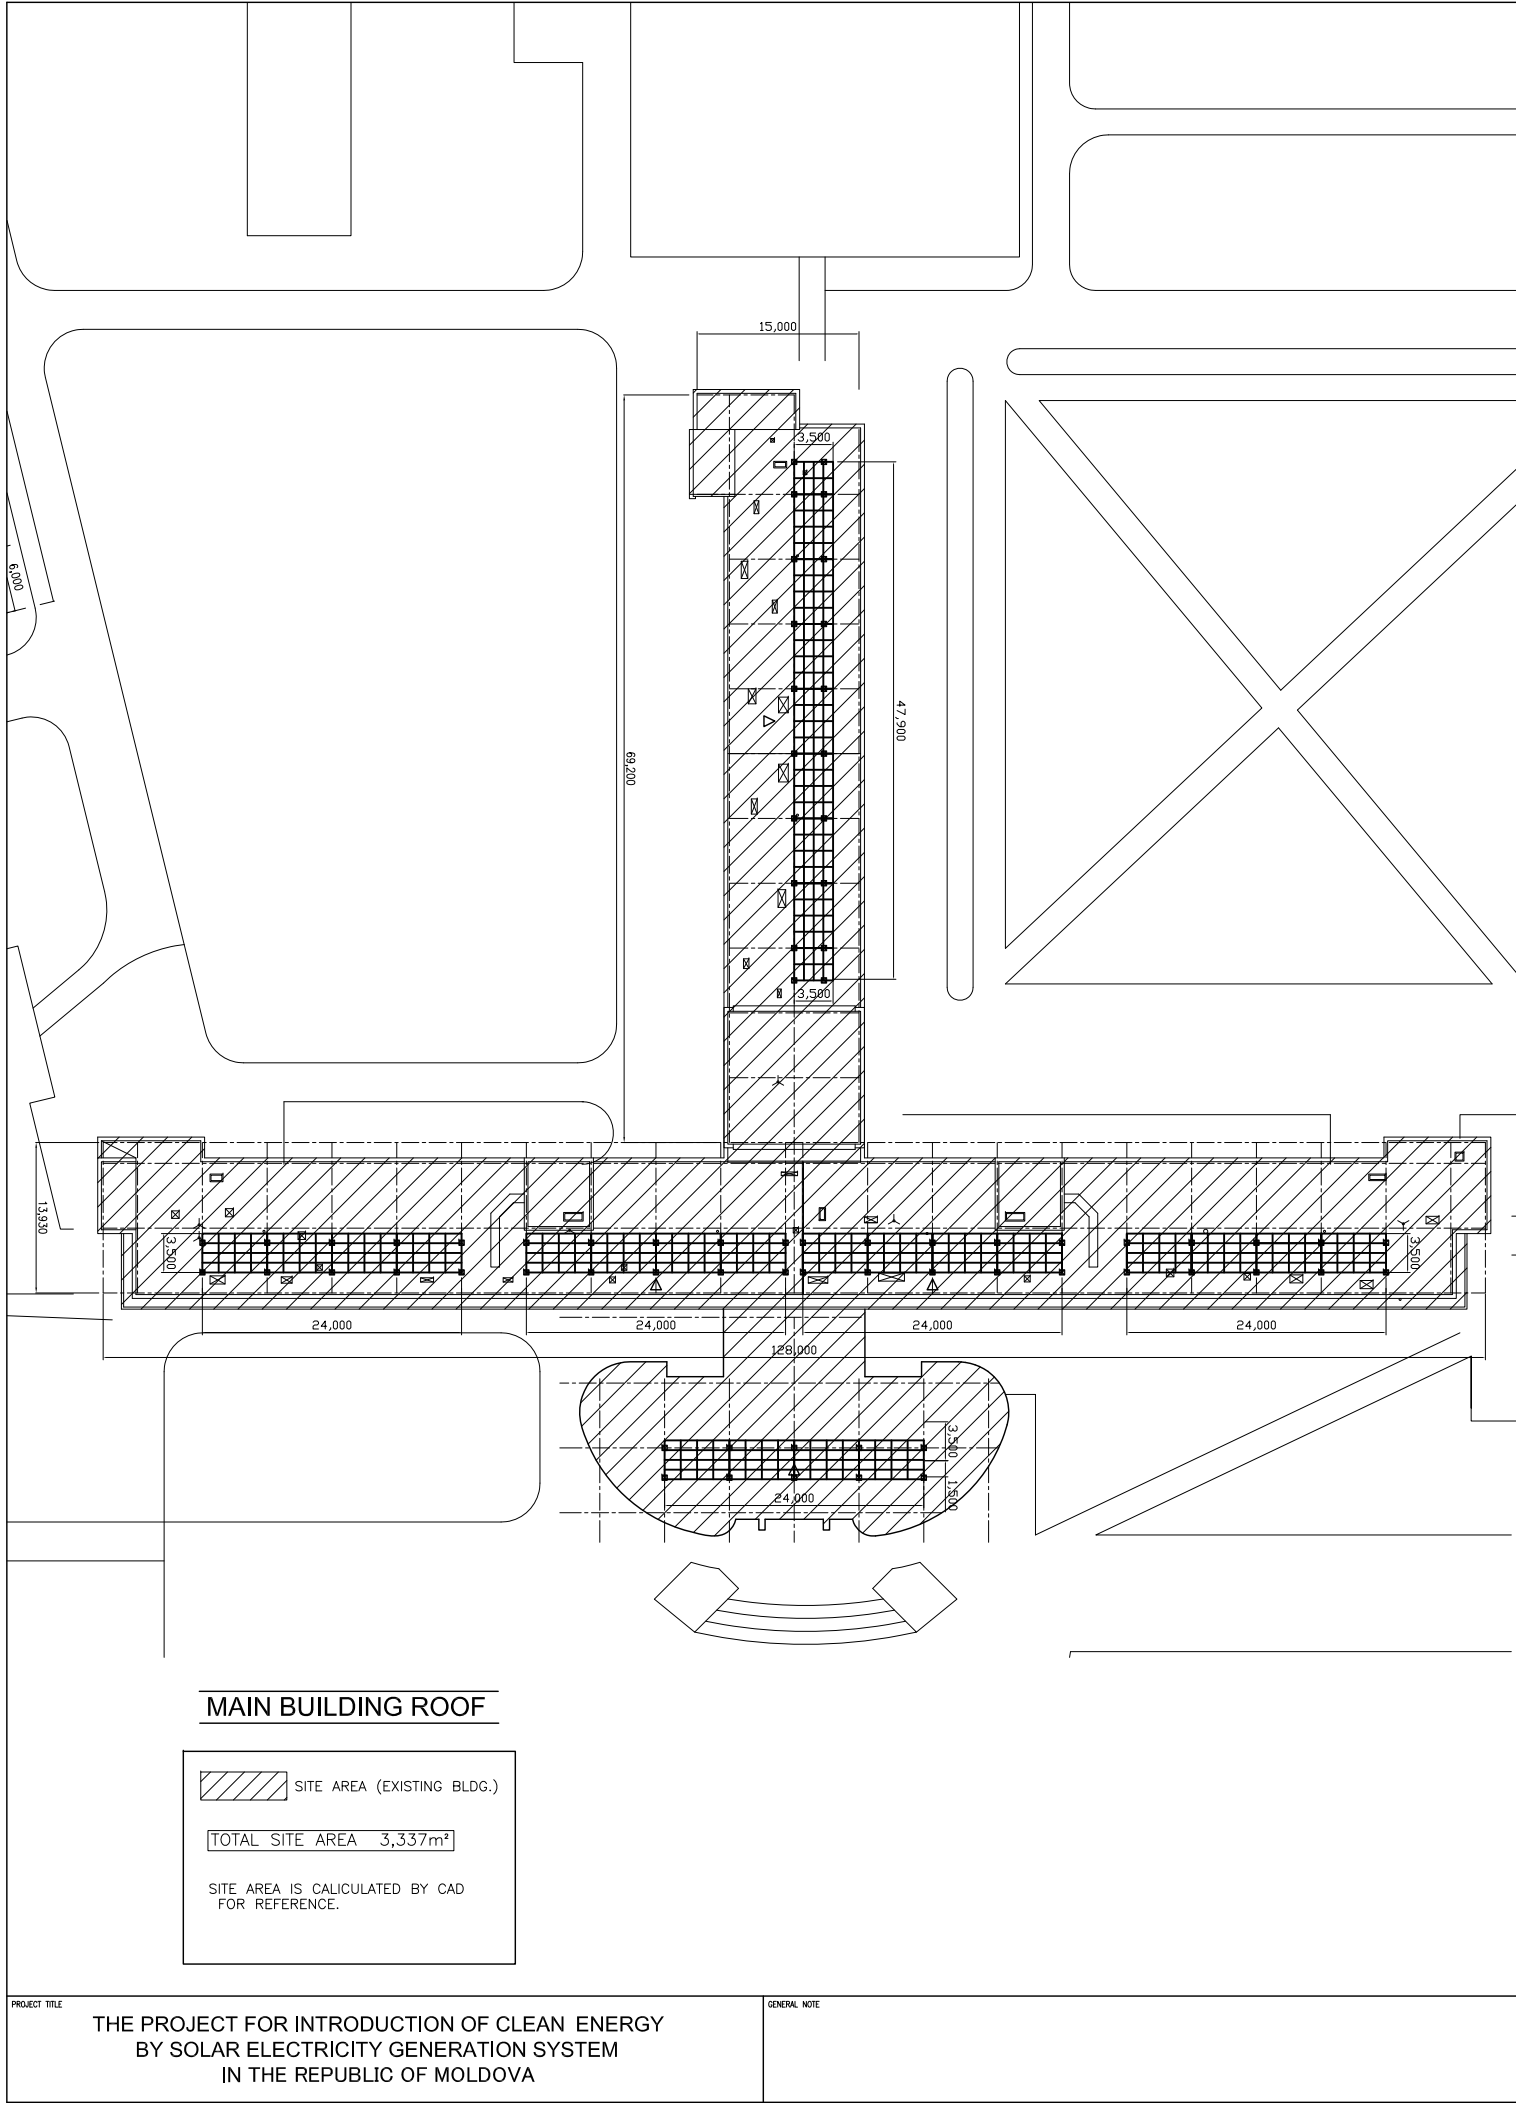 15,000
3,500
6,000
47,900
69,200
3,500
13,930
3,500
3,500
24,000
24,000
24,000
24,000
128,000
3,500
1,500
24,000
MAIN BUILDING ROOF
SITE AREA (EXISTING BLDG.)
TOTAL SITE AREA 3,337m²
SITE AREA IS CALICULATED BY CAD
FOR REFERENCE.
PROJECT TITLE
THE PROJECT FOR INTRODUCTION OF CLEAN ENERGY
BY SOLAR ELECTRICITY GENERATION SYSTEM
IN THE REPUBLIC OF MOLDOVA
GENERAL NOTE